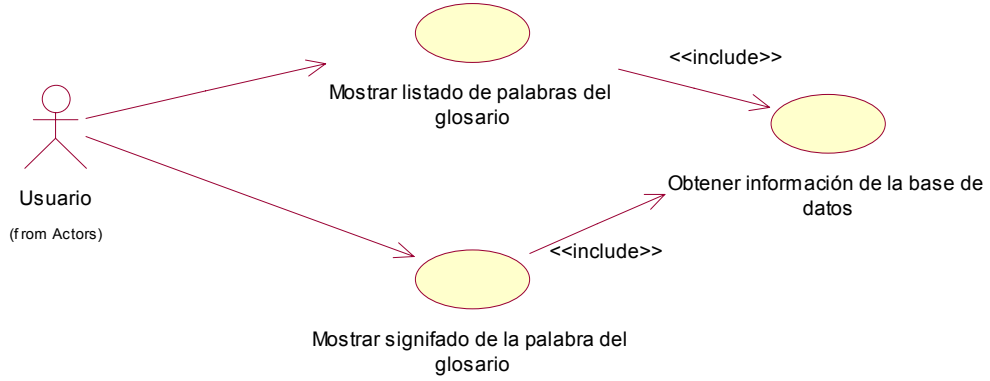 <<include>>
Mostrar listado de palabras del
glosario
Usuario
(from Actors)
Obtener información de la base de
datos
<<include>>
Mostrar signifado de la palabra del
glosario